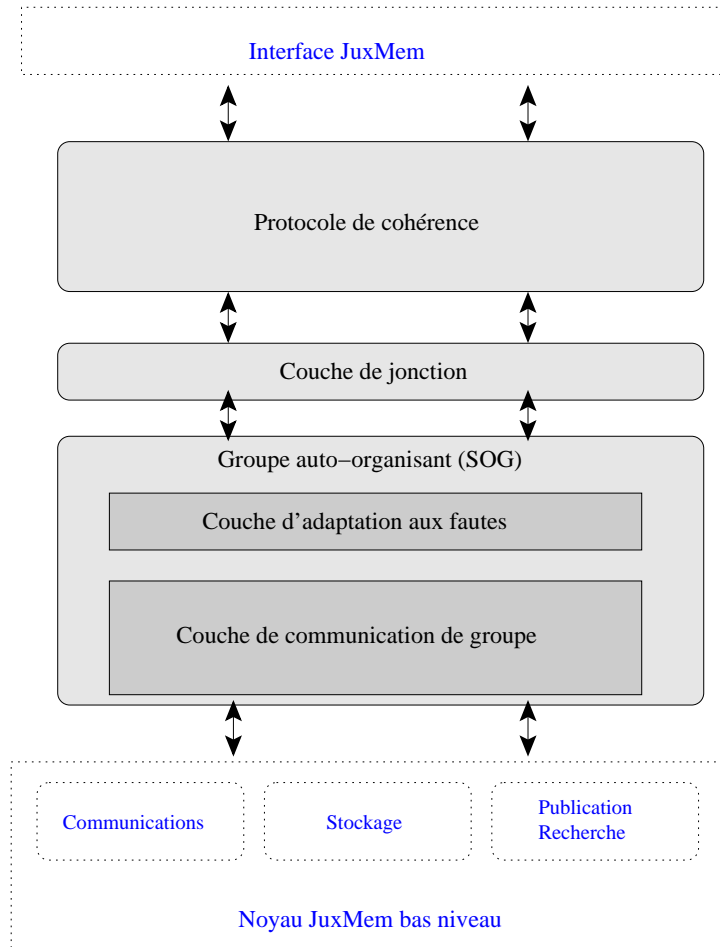 Interface JuxMem
Protocole de cohérence
Couche de jonction
Groupe auto−organisant (SOG)
Couche d’adaptation aux fautes
Couche de communication de groupe
Communications
Stockage
Publication
Recherche
Noyau JuxMem bas niveau